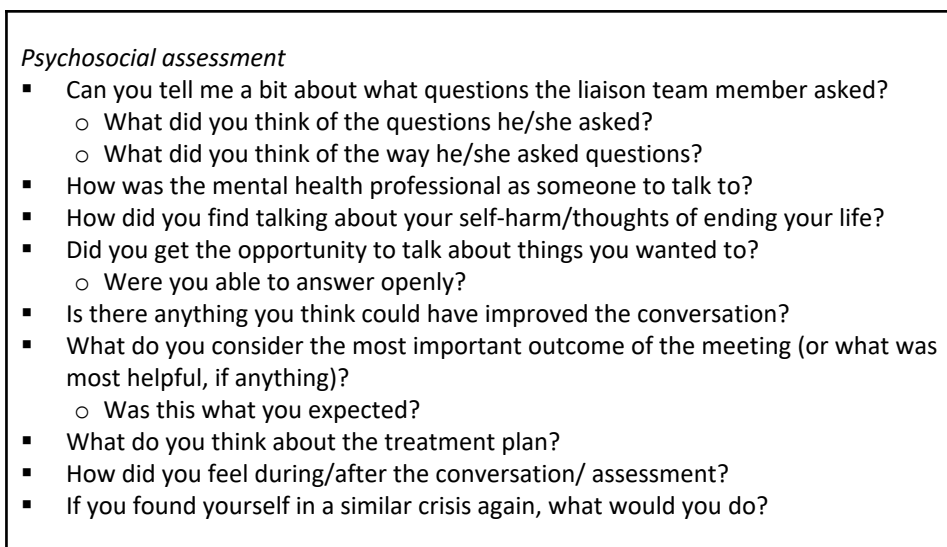 Psychosocial assessment
▪ Can you tell me a bit about what questions the liaison team member asked?
o What did you think of the questions he/she asked?
o What did you think of the way he/she asked questions?
▪ How was the mental health professional as someone to talk to?
▪ How did you find talking about your self-harm/thoughts of ending your life?
▪ Did you get the opportunity to talk about things you wanted to?
o Were you able to answer openly?
▪ Is there anything you think could have improved the conversation?
▪ What do you consider the most important outcome of the meeting (or what was
most helpful, if anything)?
o Was this what you expected?
▪ What do you think about the treatment plan?
▪ How did you feel during/after the conversation/ assessment?
▪ If you found yourself in a similar crisis again, what would you do?